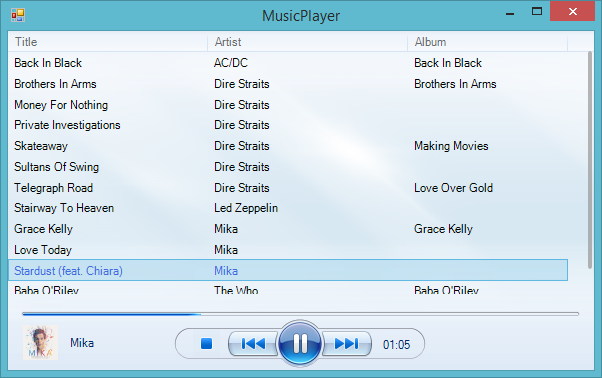 MusicPlayer
Title Artist Album
Back In Black AC/DC Back In Black
Brothers In Arms Dire Straits Brothers In Arms
Money For Nothing Dire Straits
Private Investigations Dire Straits
Skateaway Dire Straits Making Movies
Sultans Of Swing Dire Straits
Telegraph Road Dire Straits Love Over Gold
Stairway To Heaven Led Zeppelin
Grace Kelly Mika Grace Kelly
Love Today Mika
Stardust (feat. Chiara) Mika
Baba O'Riley The Who Baba O'Riley
MIKA Mika 01:05